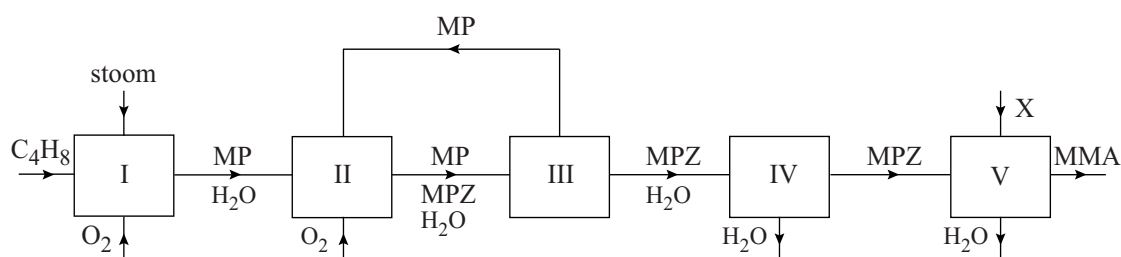 MP
stoom
X
C₄H₈
I
MP
H₂O
II
MP
MPZ
H₂O
III
MPZ
H₂O
IV
MPZ
V
MMA
O₂
O₂
H₂O
H₂O